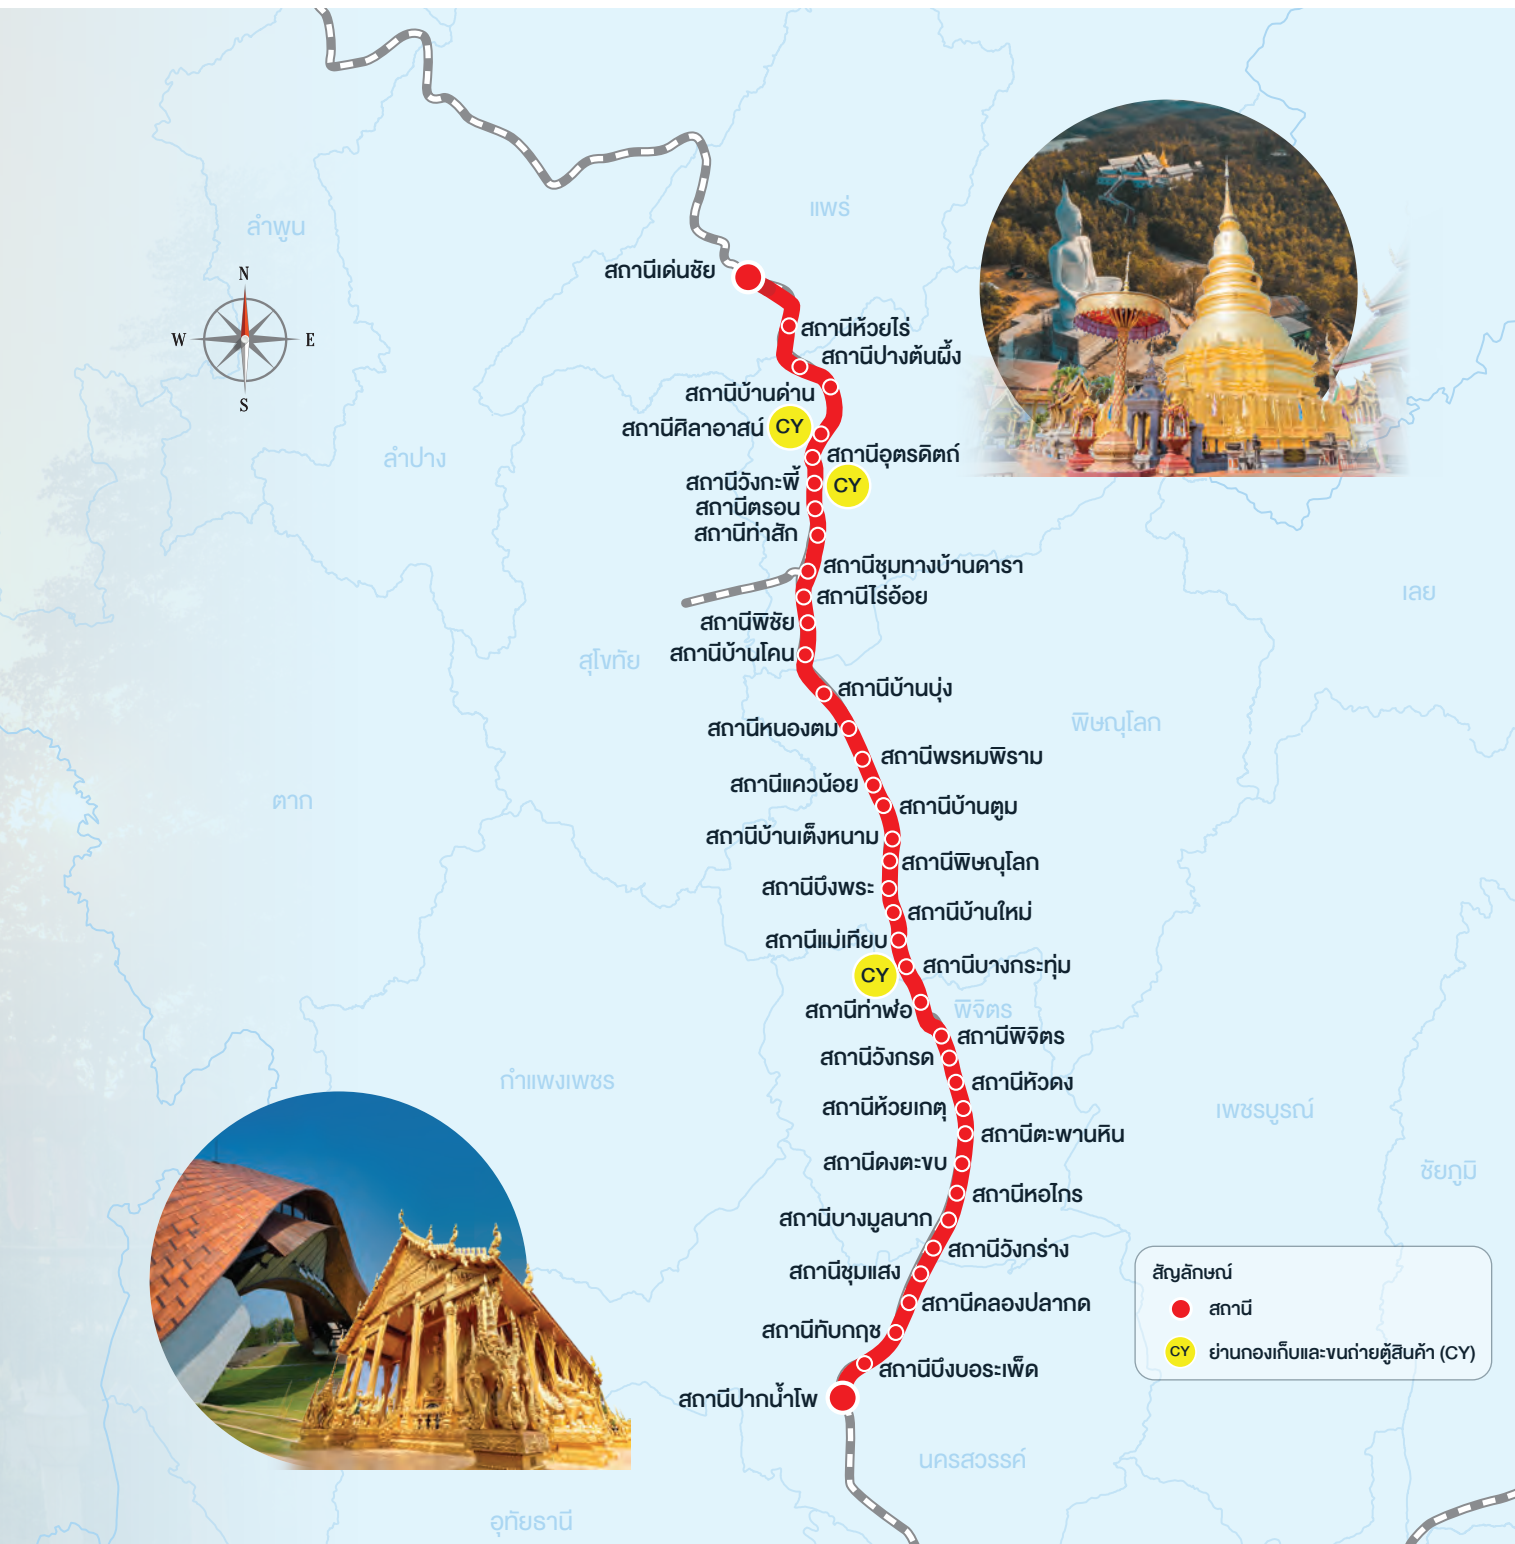 ลำพูน
แพร่
N
W
E
S
สถานีเด่นชัย
สถานีห้วยไร่
สถานีปางต้นผึ้ง
สถานีบ้านด่าน
สถานีศิลาอาสน์
CY
สถานีอุตรดิตถ์
ลำปาง
สถานีวังกะพี้
CY
สถานีตรอน
สถานีท่าสัก
สถานีชุมทางบ้านดารา
เลย
สถานีไร่อ้อย
สถานีพิชัย
สถานีบ้านโคน
สุโขทัย
สถานีบ้านบุ่ง
พิษณุโลก
สถานีหนองตม
สถานีพรหมพิราม
สถานีแควน้อย
ตาก
สถานีบ้านตูม
สถานีบ้านเต็งหนาม
สถานีพิษณุโลก
สถานีบึงพระ
สถานีบ้านใหม่
สถานีแม่เทียบ
สถานีบางกระทุ่ม
CY
สถานีท่าฬ่อ
พิจิตร
สถานีพิจิตร
สถานีวังกรด
กำแพงเพชร
สถานีหัวดง
สถานีห้วยเกตุ
เพชรบูรณ์
สถานีตะพานหิน
สถานีดงตะขบ
ชัยภูมิ
สถานีหอไกร
สถานีบางมูลนาก
สถานีวังกร่าง
สถานีชุมแสง
สถานีคลองปลากด
สถานีทับกฤช
สถานีบึงบอระเพ็ด
สถานีปากน้ำโพ
สัญลักษณ์
สถานี
CY ย่านกองเก็บและขนถ่ายตู้สินค้า (CY)
นครสวรรค์
อุทัยธานี